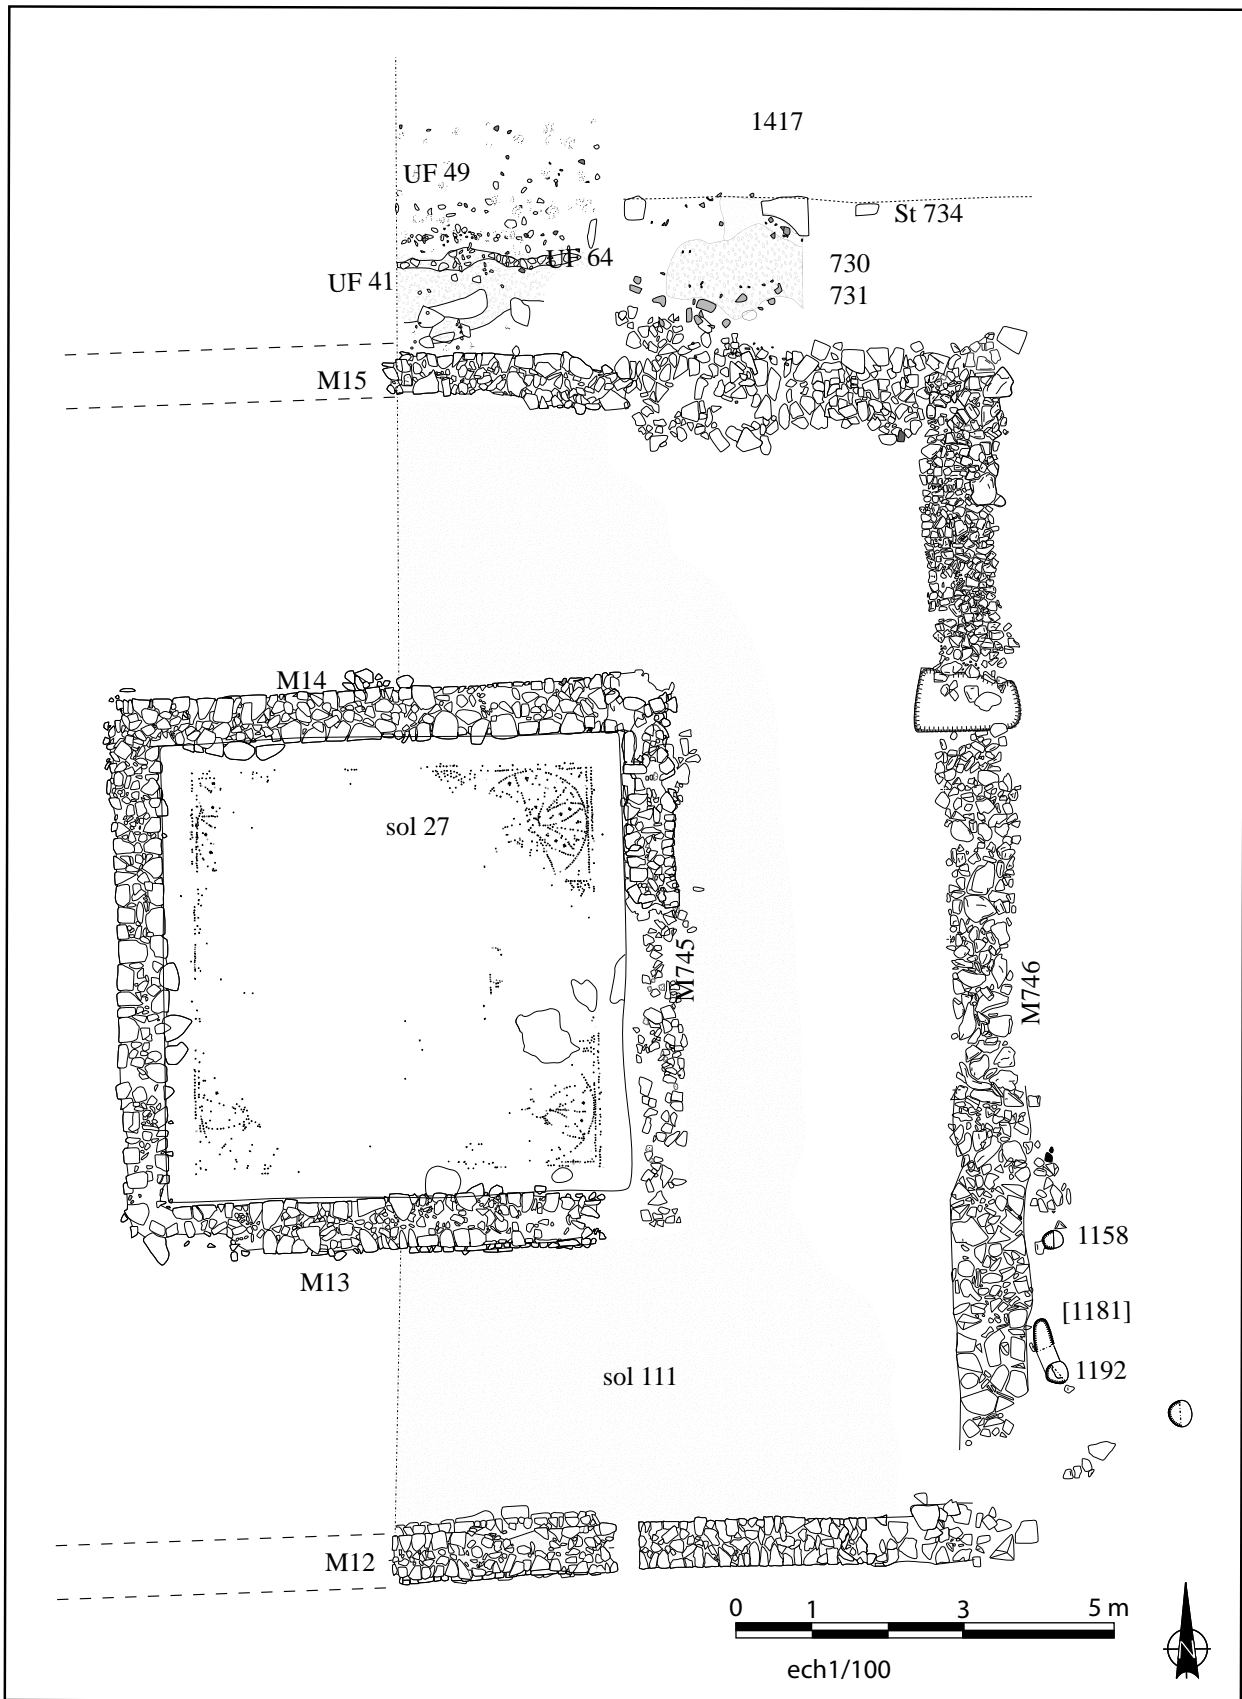 1417
UF 49
St 734
UF 64
730
UF 41
731
M15
M14
sol 27
M745
M746
1158
M13
[1181]
sol 111
1192
M12
0 1 3 5 m
ech1/100
N